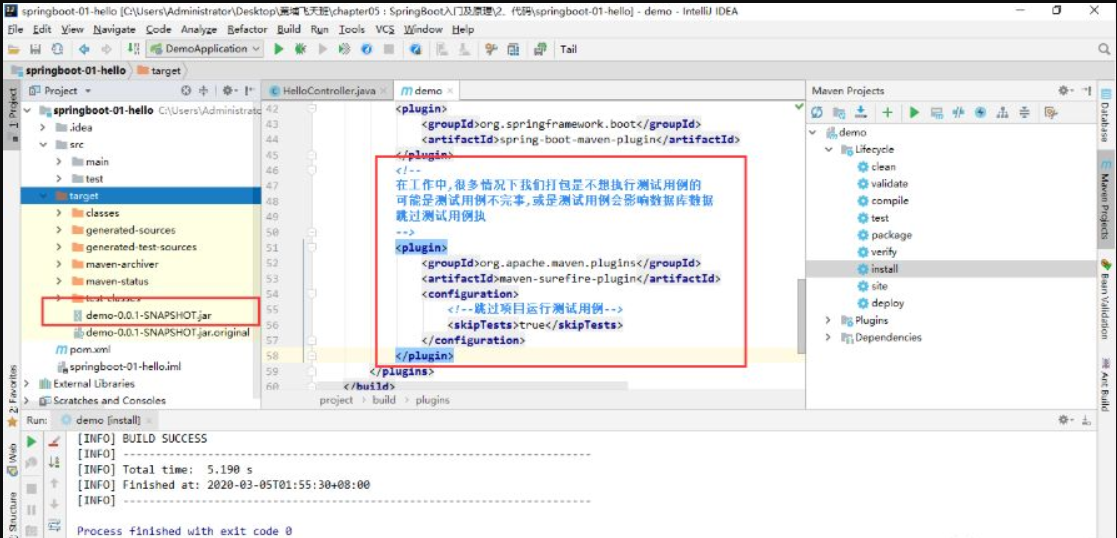 springboot-01-hello [C:\Users\Administrator\Desktop\黄埔飞天班\chapter05：SpringBoot入门及原理\2、代码\springboot-01-hello] - demo - IntelliJ IDEA
File Edit View Navigate Code Analyze Refactor Build Run Tools VCS Window Help
DemoApplication Tail
springboot-01-hello target
Project
HelloController.java
demo
Maven Projects
1: Project
springboot-01-hello C:\Users\Administrato
.idea
src
main
test
target
classes
generated-sources
generated-test-sources
maven-archiver
maven-status
test-classes
demo-0.0.1-SNAPSHOT.jar
demo-0.0.1-SNAPSHOT.jar.original
pom.xml
springboot-01-hello.iml
External Libraries
Scratches and Consoles
42 <plugin>
43 <groupId>org.springframework.boot</groupId>
44 <artifactId>spring-boot-maven-plugin</artifactId>
45 </plugin>
46 <!--
47 在工作中,很多情况下我们打包是不想执行测试用例的
48 可能是测试用例不完事,或是测试用例会影响数据库数据
49 跳过测试用例执
50 -->
51 <plugin>
52 <groupId>org.apache.maven.plugins</groupId>
53 <artifactId>maven-surefire-plugin</artifactId>
54 <configuration>
55 <!--跳过项目运行测试用例-->
56 <skipTests>true</skipTests>
57 </configuration>
58 </plugin>
59 </plugins>
60 </build>
project › build › plugins
demo
Lifecycle
clean
validate
compile
test
package
verify
install
site
deploy
Plugins
Dependencies
Database
Maven Projects
Bean Validation
Ant Build
2: Favorites
Web
Structure
Run: demo [install]
[INFO] BUILD SUCCESS
[INFO] ------------------------------------------------------------------------
[INFO] Total time: 5.190 s
[INFO] Finished at: 2020-03-05T01:55:30+08:00
[INFO] ------------------------------------------------------------------------
Process finished with exit code 0